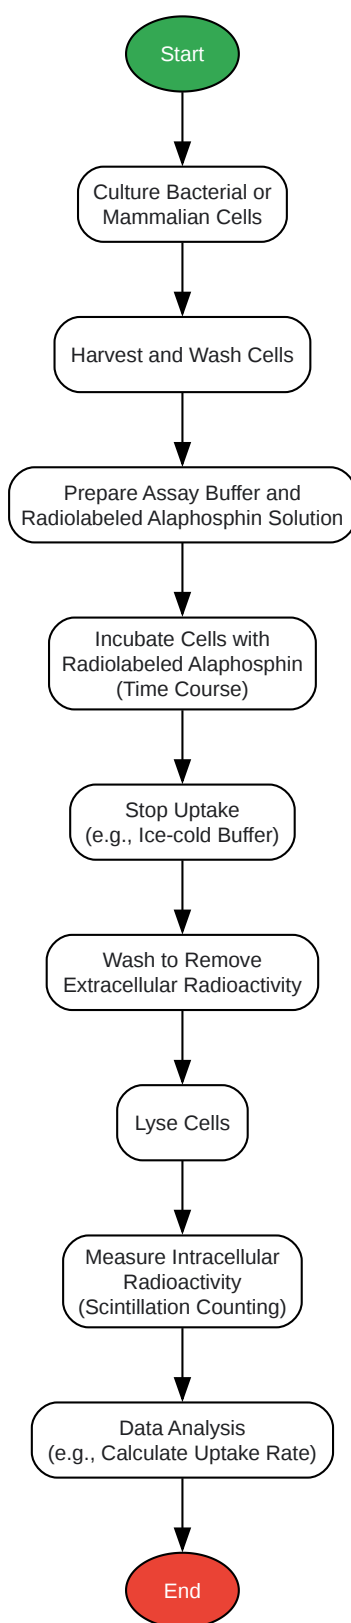 Start
Culture Bacterial or
Mammalian Cells
Harvest and Wash Cells
Prepare Assay Buffer and
Radiolabeled Alaphosphin Solution
Incubate Cells with
Radiolabeled Alaphosphin
(Time Course)
Stop Uptake
(e.g., Ice-cold Buffer)
Wash to Remove
Extracellular Radioactivity
Lyse Cells
Measure Intracellular
Radioactivity
(Scintillation Counting)
Data Analysis
(e.g., Calculate Uptake Rate)
End